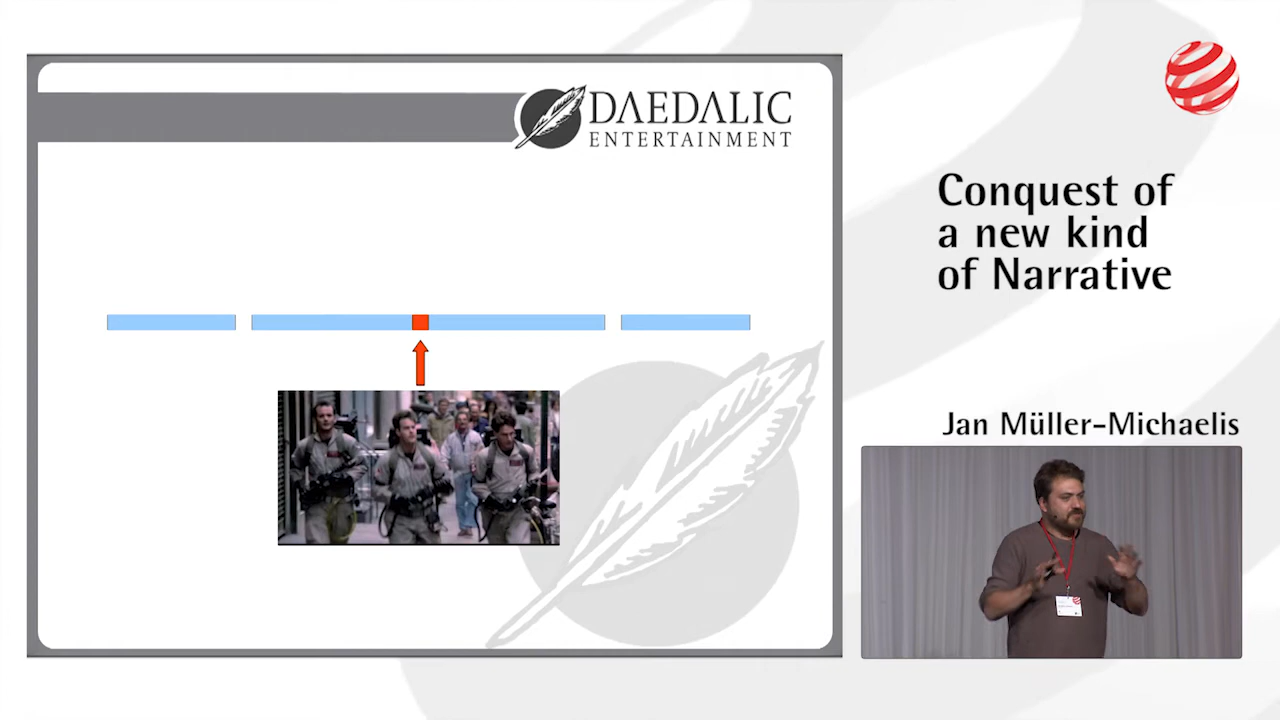 DAEDALIC
ENTERTAINMENT
Conquest of
a new kind
of Narrative
Jan Müller-Michaelis